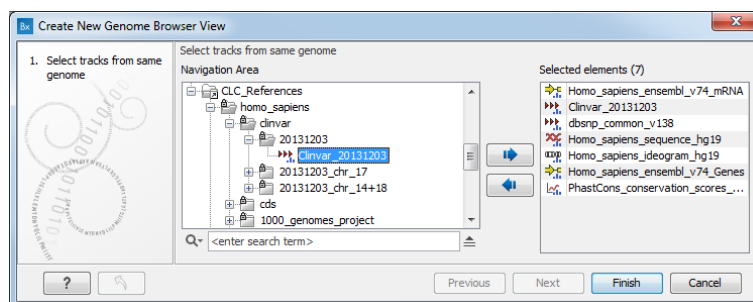 Bx Create New Genome Browser View
X
1. Select tracks from same genome
Select tracks from same genome
Navigation Area
CLC_References
homo_sapiens
clinvar
20131203
Clinvar_20131203
20131203_chr_17
20131203_chr_14+18
cds
1000_genomes_project
<enter search term>
Selected elements (7)
Homo_sapiens_ensembl_v74_mRNA
Clinvar_20131203
dbsnp_common_v138
Homo_sapiens_sequence_hg19
Homo_sapiens_ideogram_hg19
Homo_sapiens_ensembl_v74_Genes
PhastCons_conservation_scores_...
?
Previous
Next
Finish
Cancel